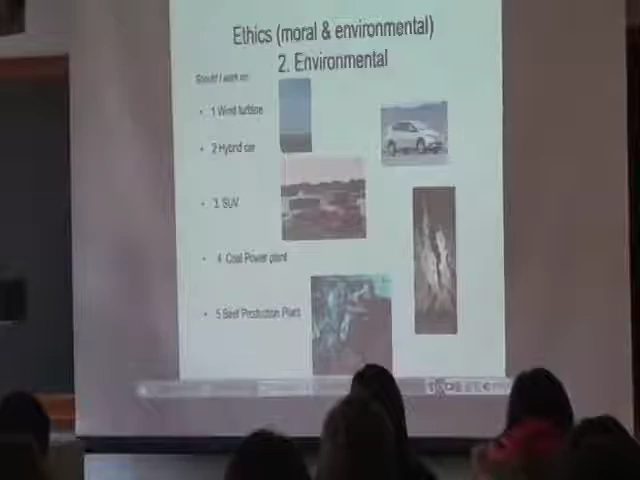 Ethics (moral & environmental)
2. Environmental
Should I work on:
• 1 Wind turbine
• 2 Hybrid car
• 3. SUV
• 4 Coal Power plant
• 5 Beef Production Plant